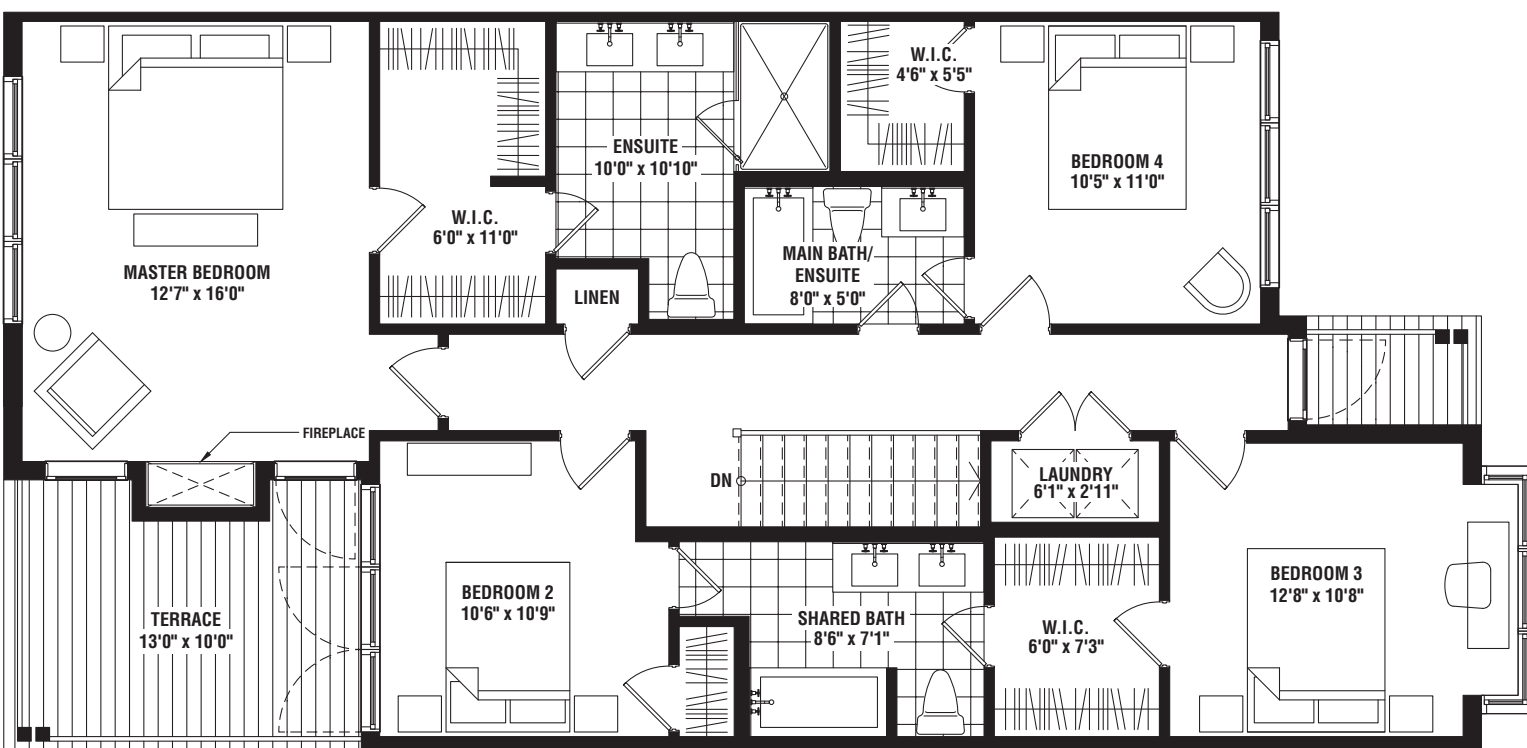 W.I.C.
4'6" x 5'5"
ENSUITE
10'0" x 10'10"
BEDROOM 4
10'5" x 11'0"
W.I.C.
6'0" x 11'0"
MASTER BEDROOM
12'7" x 16'0"
MAIN BATH/
ENSUITE
8'0" x 5'0"
LINEN
FIREPLACE
DN
LAUNDRY
6'1" x 2'11"
TERRACE
13'0" x 10'0"
BEDROOM 2
10'6" x 10'9"
SHARED BATH
8'6" x 7'1"
W.I.C.
6'0" x 7'3"
BEDROOM 3
12'8" x 10'8"